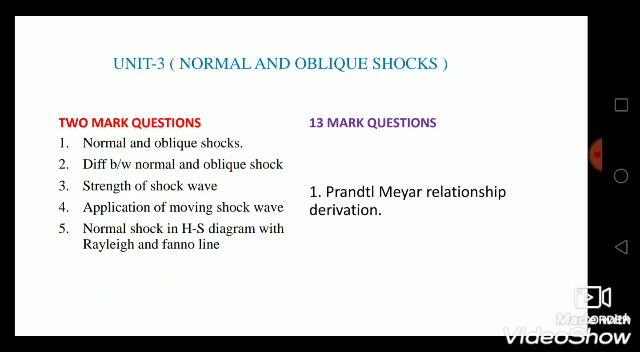 UNIT-3 ( NORMAL AND OBLIQUE SHOCKS )
TWO MARK QUESTIONS
1. Normal and oblique shocks.
2. Diff b/w normal and oblique shock
3. Strength of shock wave
4. Application of moving shock wave
5. Normal shock in H-S diagram with
Rayleigh and fanno line
13 MARK QUESTIONS
1. Prandtl Meyar relationship
derivation.
Made with
VideoShow